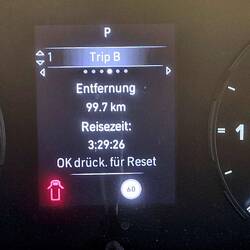 P
1 Trip B
Entfernung
99.7 km
Reisezeit:
3:29:26
OK drück. für Reset
60
1